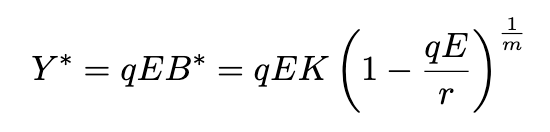 Y* = qEB* = qEK (1 − qE/r)^{1/m}